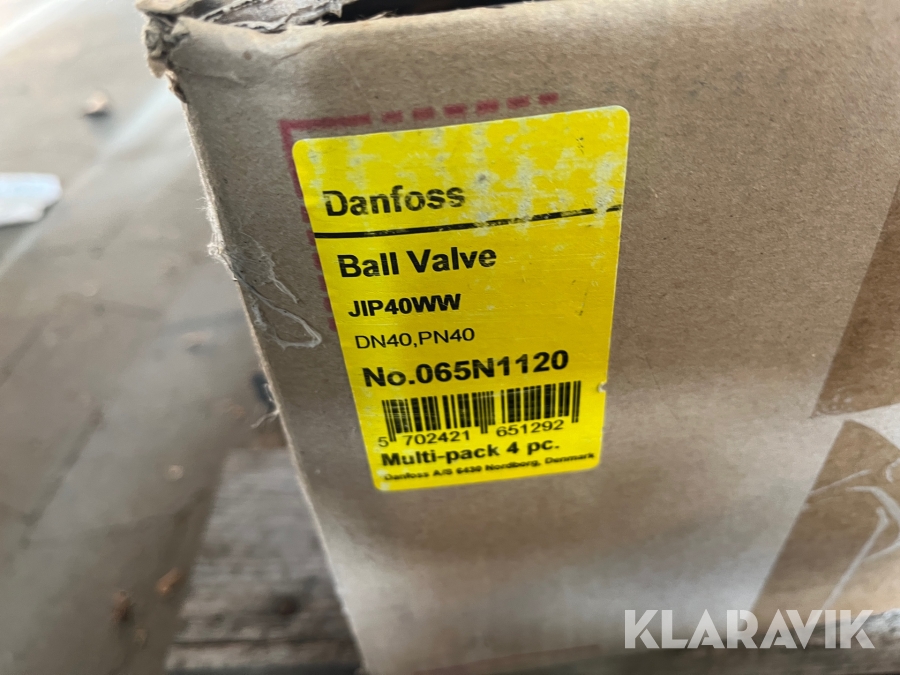 Danfoss
Ball Valve
JIP40WW
DN40,PN40
No.065N1120
5 702421 651292
Multi-pack 4 pc.
Danfoss A/S 6430 Nordborg, Denmark
KLARAVIK